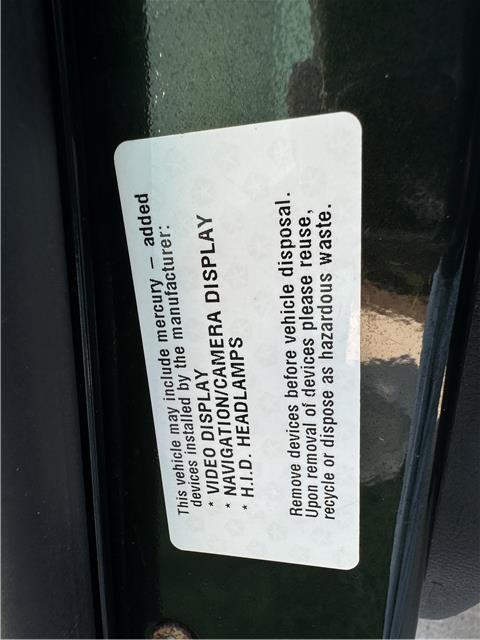 This vehicle may include mercury – added
devices installed by the manufacturer:
* VIDEO DISPLAY
* NAVIGATION/CAMERA DISPLAY
* H.I.D. HEADLAMPS
Remove devices before vehicle disposal.
Upon removal of devices please reuse,
recycle or dispose as hazardous waste.